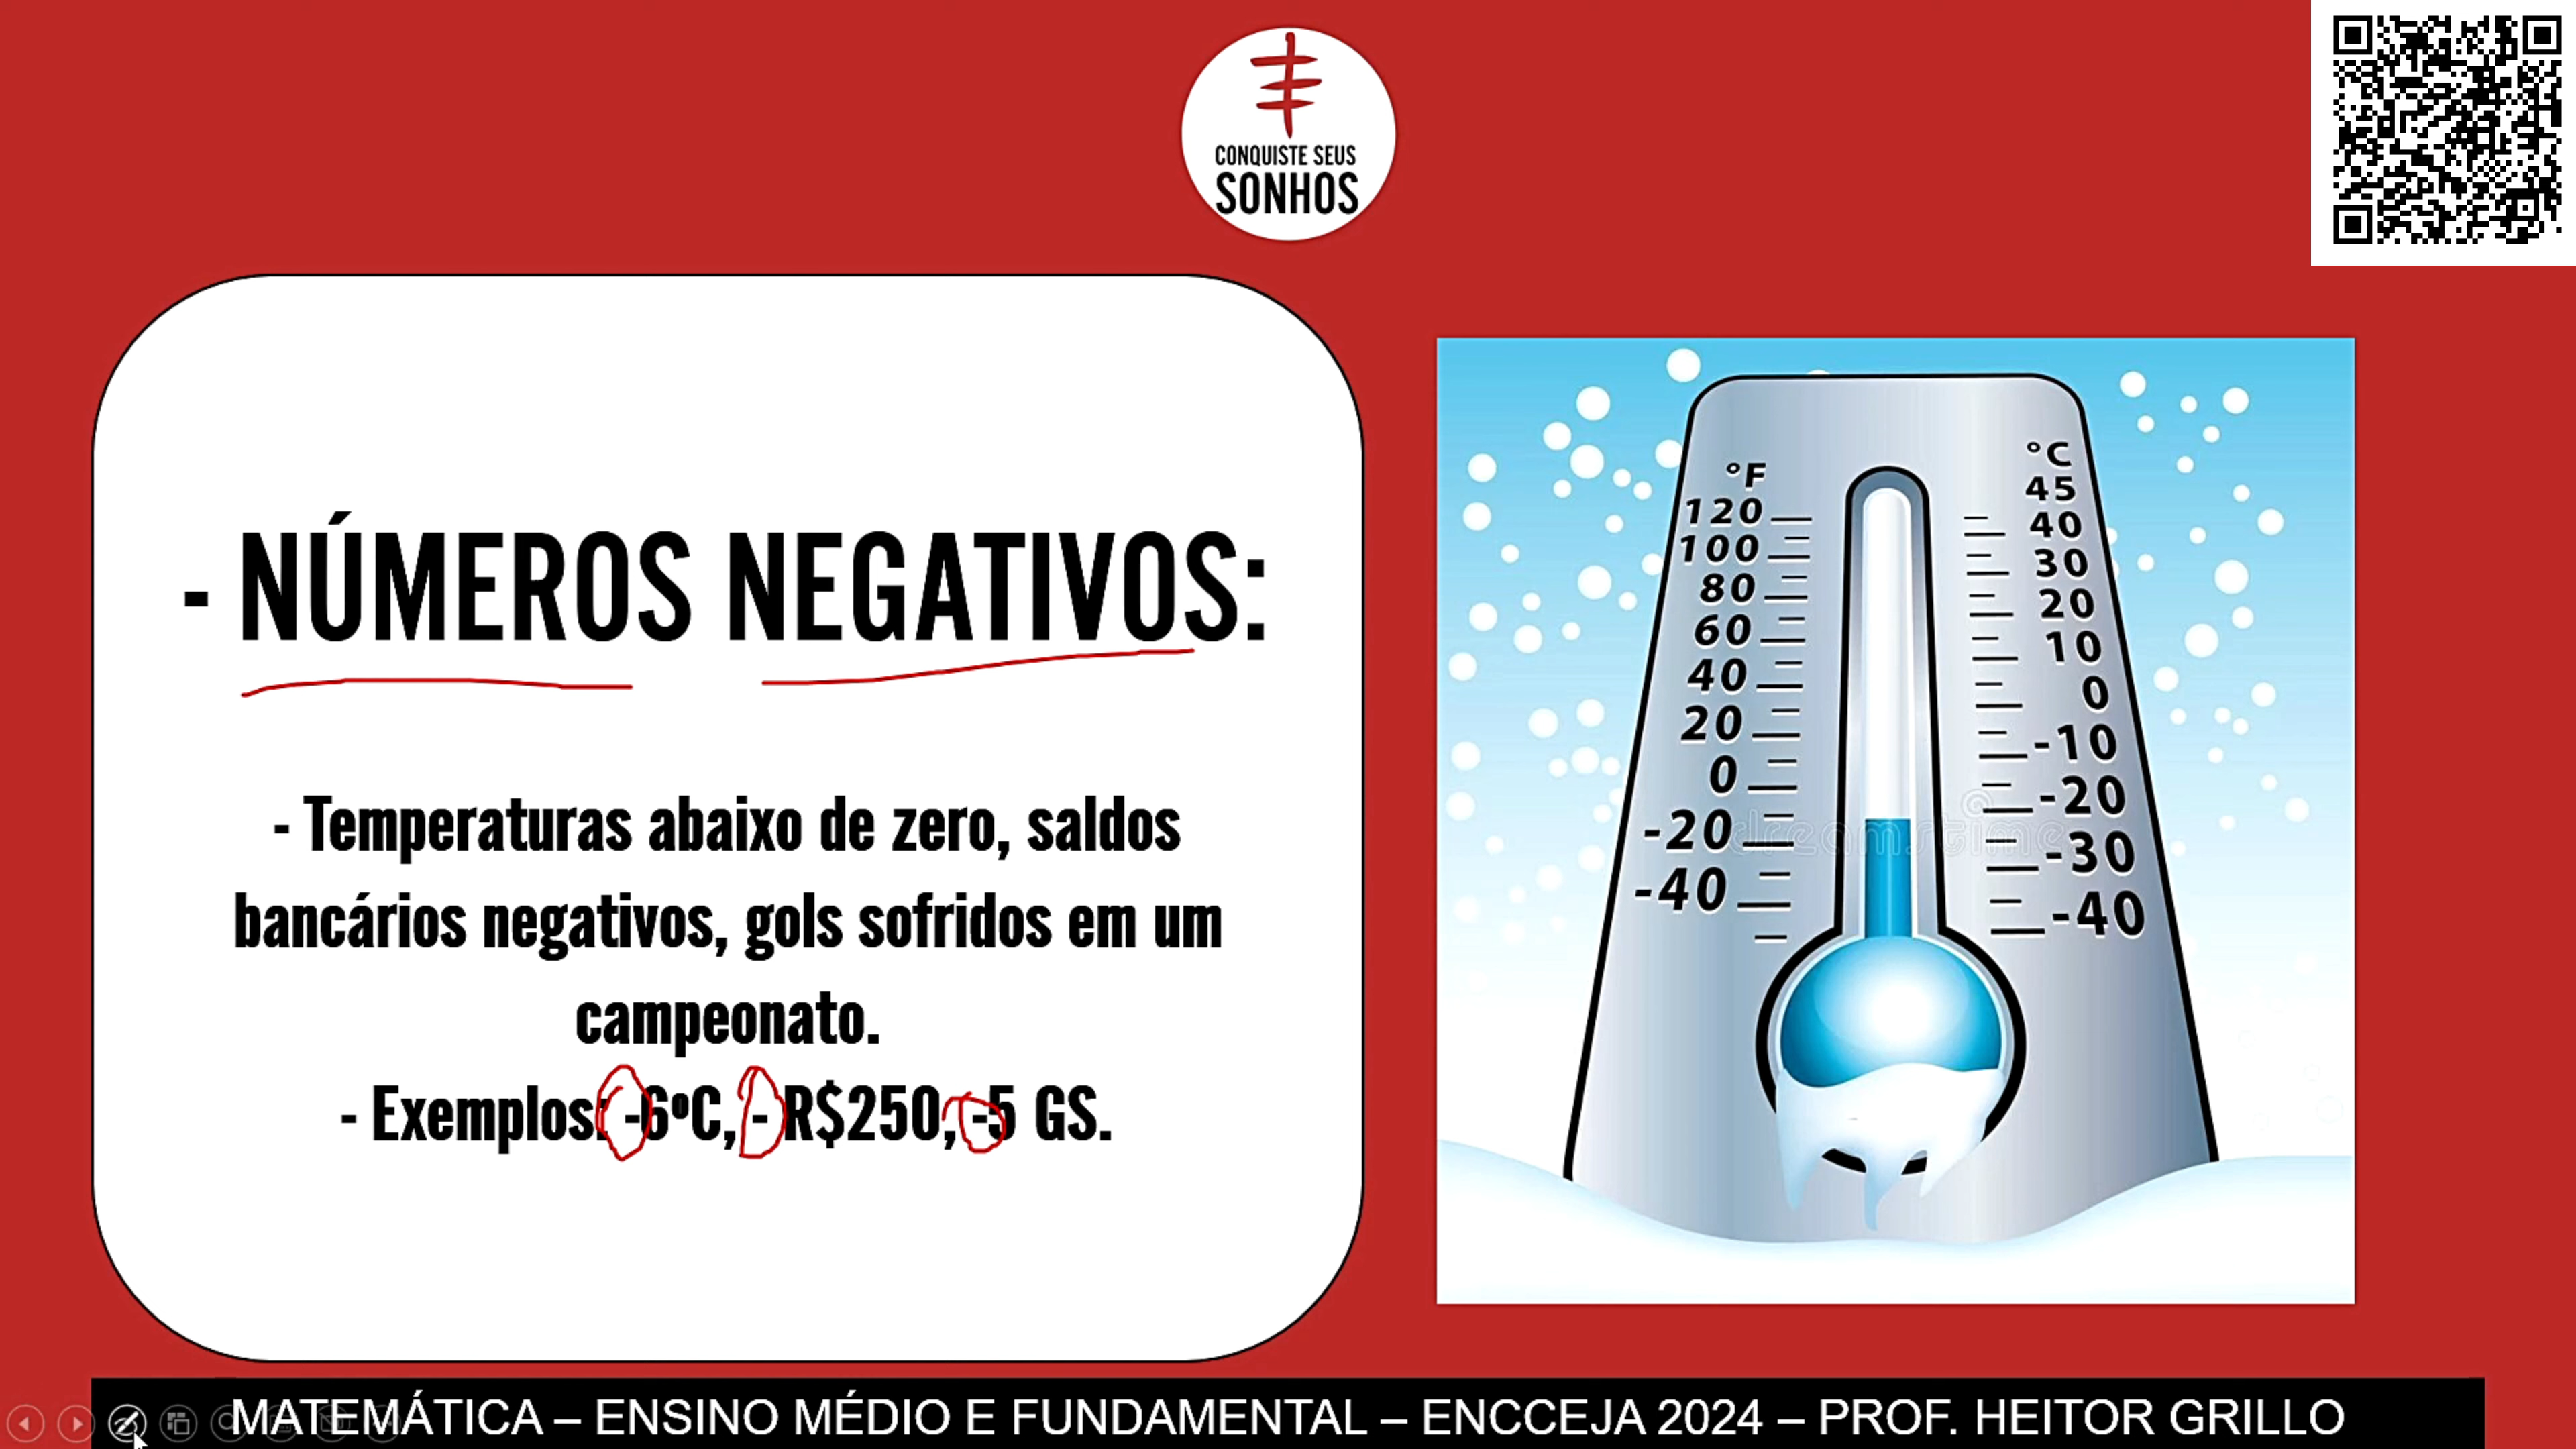 CONQUISTE SEUS
SONHOS
- NÚMEROS NEGATIVOS:
- Temperaturas abaixo de zero, saldos
bancários negativos, gols sofridos em um
campeonato.
- Exemplos: -6ºC, - R$250, -5 GS.
°F
120
100
80
60
40
20
0
-20
-40
°C
45
40
30
20
10
0
-10
-20
-30
-40
dreamstime
MATEMÁTICA – ENSINO MÉDIO E FUNDAMENTAL – ENCCEJA 2024 – PROF. HEITOR GRILLO